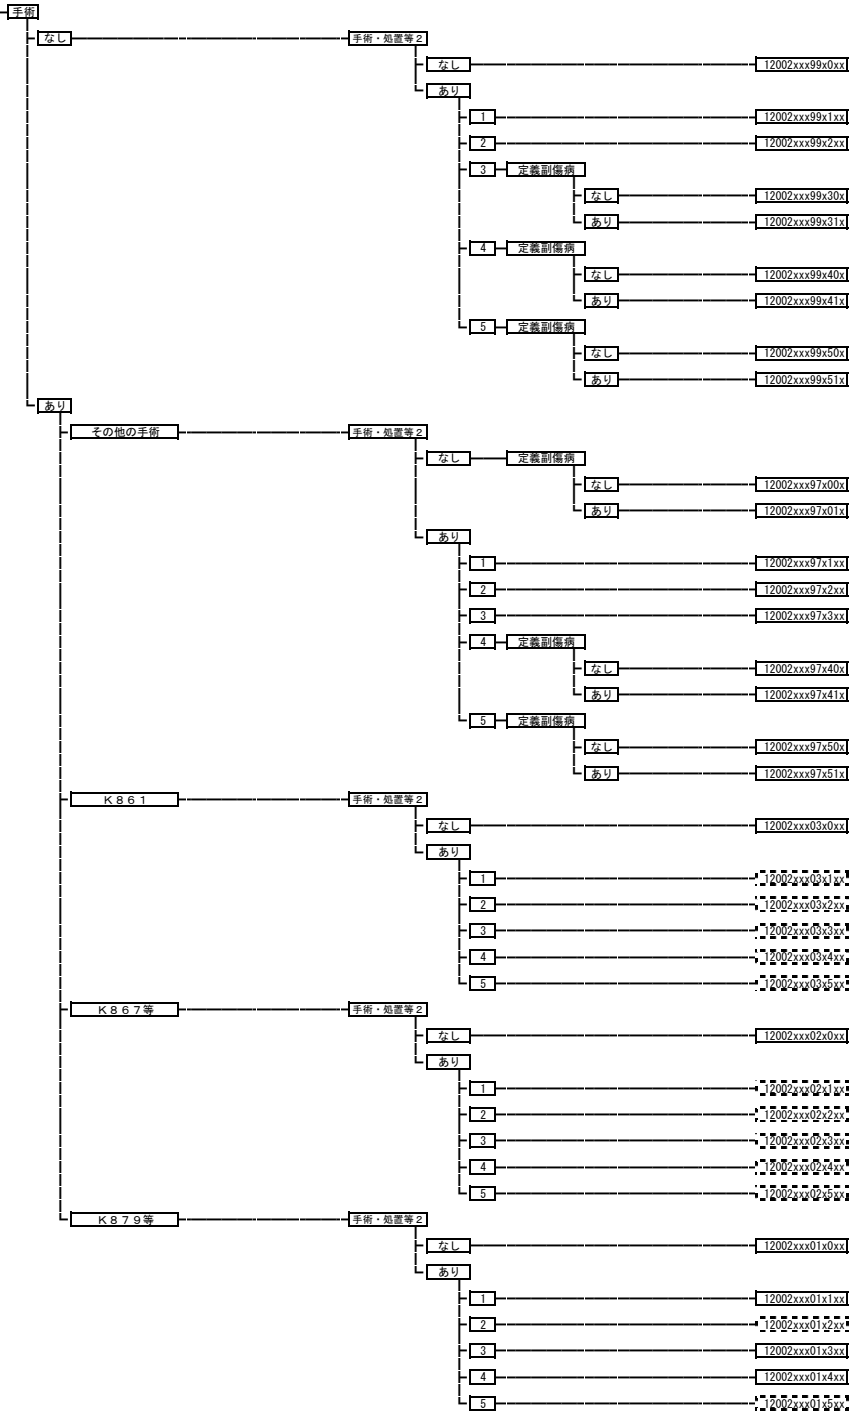 手術
なし 手術・処置等２
なし 12002xxx99x0xx
あり
1 12002xxx99x1xx
2 12002xxx99x2xx
3 定義副傷病
なし 12002xxx99x30x
あり 12002xxx99x31x
4 定義副傷病
なし 12002xxx99x40x
あり 12002xxx99x41x
5 定義副傷病
なし 12002xxx99x50x
あり 12002xxx99x51x
あり
その他の手術 手術・処置等２
なし 定義副傷病
なし 12002xxx97x00x
あり 12002xxx97x01x
あり
1 12002xxx97x1xx
2 12002xxx97x2xx
3 12002xxx97x3xx
4 定義副傷病
なし 12002xxx97x40x
あり 12002xxx97x41x
5 定義副傷病
なし 12002xxx97x50x
あり 12002xxx97x51x
Ｋ８６１ 手術・処置等２
なし 12002xxx03x0xx
あり
1 12002xxx03x1xx
2 12002xxx03x2xx
3 12002xxx03x3xx
4 12002xxx03x4xx
5 12002xxx03x5xx
Ｋ８６７等 手術・処置等２
なし 12002xxx02x0xx
あり
1 12002xxx02x1xx
2 12002xxx02x2xx
3 12002xxx02x3xx
4 12002xxx02x4xx
5 12002xxx02x5xx
Ｋ８７９等 手術・処置等２
なし 12002xxx01x0xx
あり
1 12002xxx01x1xx
2 12002xxx01x2xx
3 12002xxx01x3xx
4 12002xxx01x4xx
5 12002xxx01x5xx